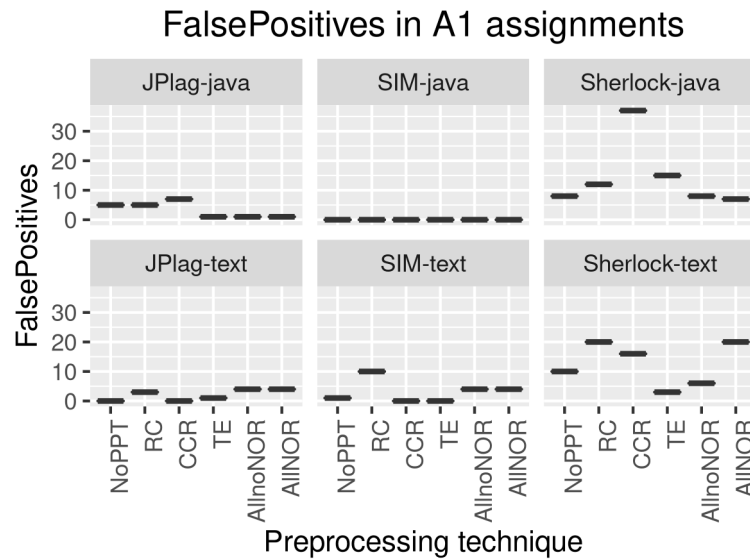 FalsePositives in A1 assignments
JPlag-java SIM-java Sherlock-java
30
20
10
0
JPlag-text SIM-text Sherlock-text
30
20
10
0
FalsePositives
NoPPT RC CCR TE AllnoNOR AllNOR NoPPT RC CCR TE AllnoNOR AllNOR NoPPT RC CCR TE AllnoNOR AllNOR
Preprocessing technique